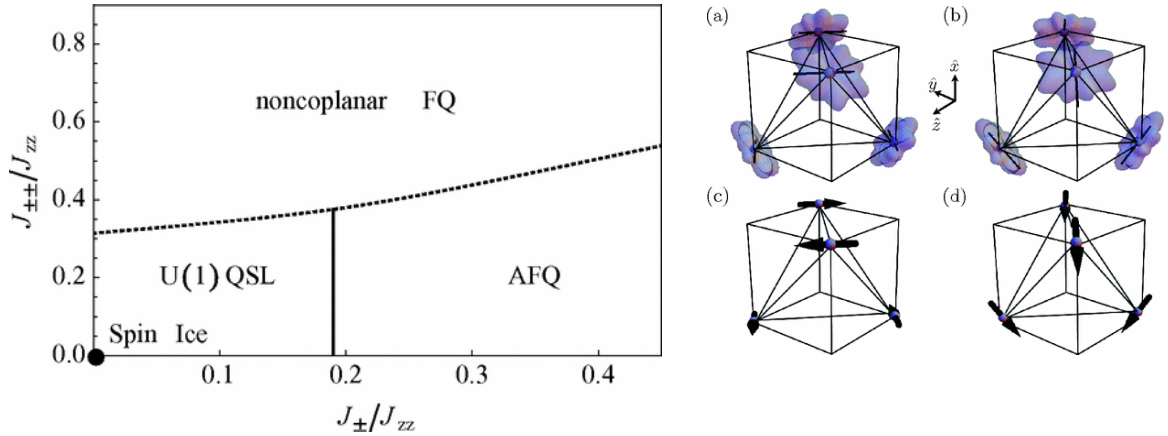 0.8
0.6
0.4
0.2
0.0
J±±/Jzz
noncoplanar FQ
U(1) QSL
AFQ
Spin Ice
0.1
0.2
0.3
0.4
J±/Jzz
(a)
(b)
x̂
ŷ
ẑ
(c)
(d)